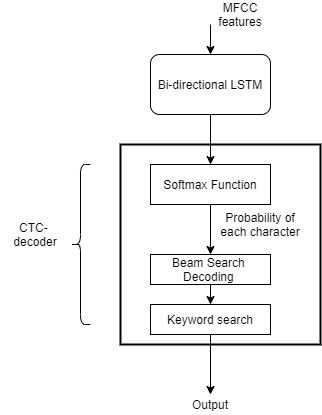 MFCC
features
Bi-directional LSTM
Softmax Function
Probability of
each character
CTC-
decoder
Beam Search
Decoding
Keyword search
Output